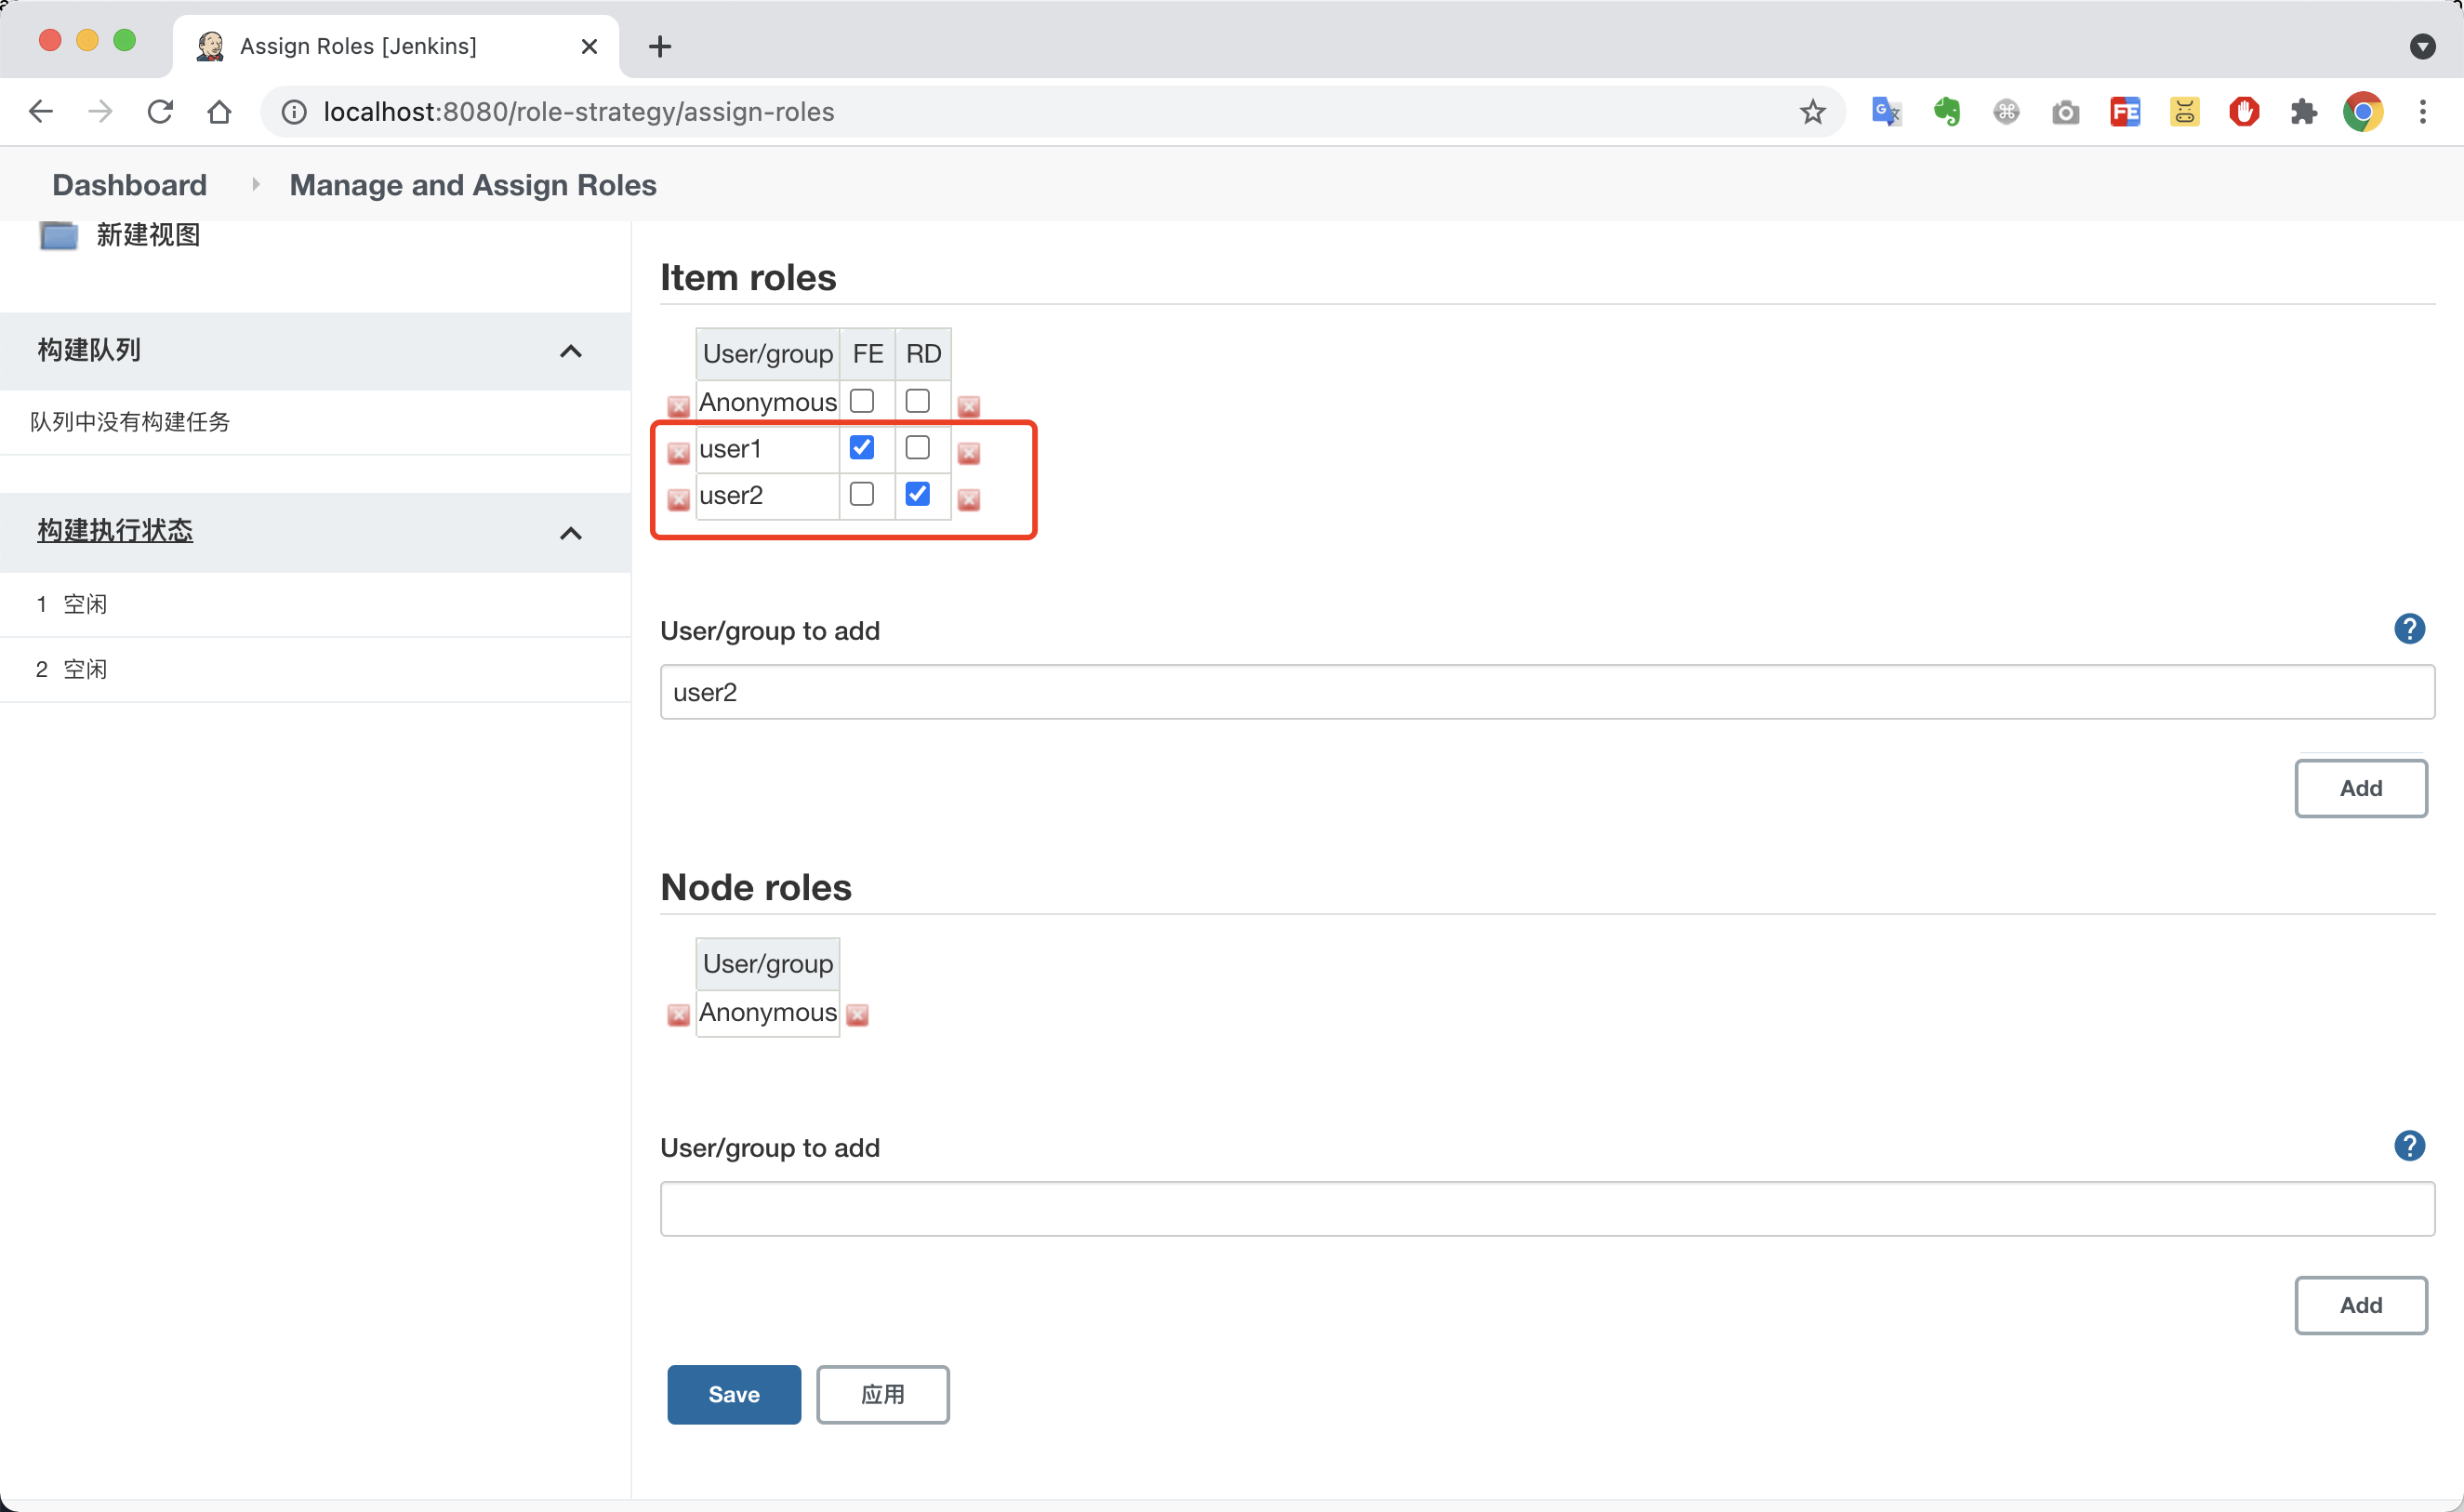 Assign Roles [Jenkins]
localhost:8080/role-strategy/assign-roles
Dashboard
Manage and Assign Roles
新建视图
构建队列
队列中没有构建任务
构建执行状态
1 空闲
2 空闲
Item roles
User/group FE RD
Anonymous
user1
user2
User/group to add
user2
Add
Node roles
User/group
Anonymous
User/group to add
Add
Save 应用